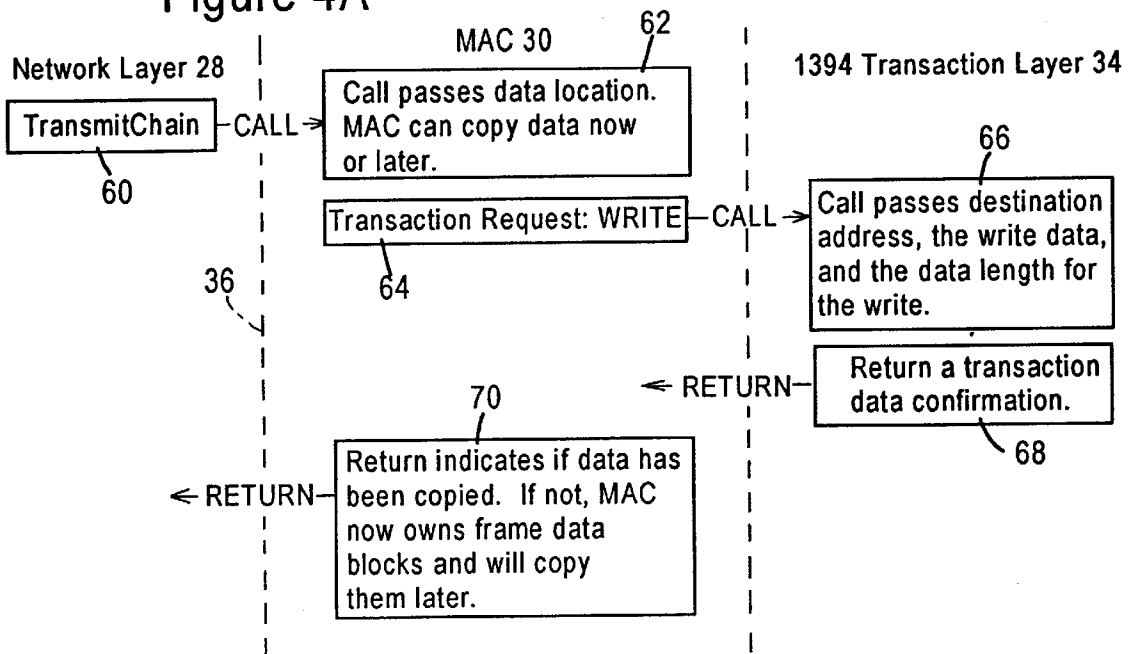 Figure 4A
MAC 30
62
Network Layer 28
1394 Transaction Layer 34
TransmitChain
CALL
Call passes data location.
MAC can copy data now
or later.
60
66
Transaction Request: WRITE
CALL
Call passes destination
address, the write data,
and the data length for
the write.
64
36
RETURN
Return a transaction
data confirmation.
68
70
RETURN
Return indicates if data has
been copied. If not, MAC
now owns frame data
blocks and will copy
them later.